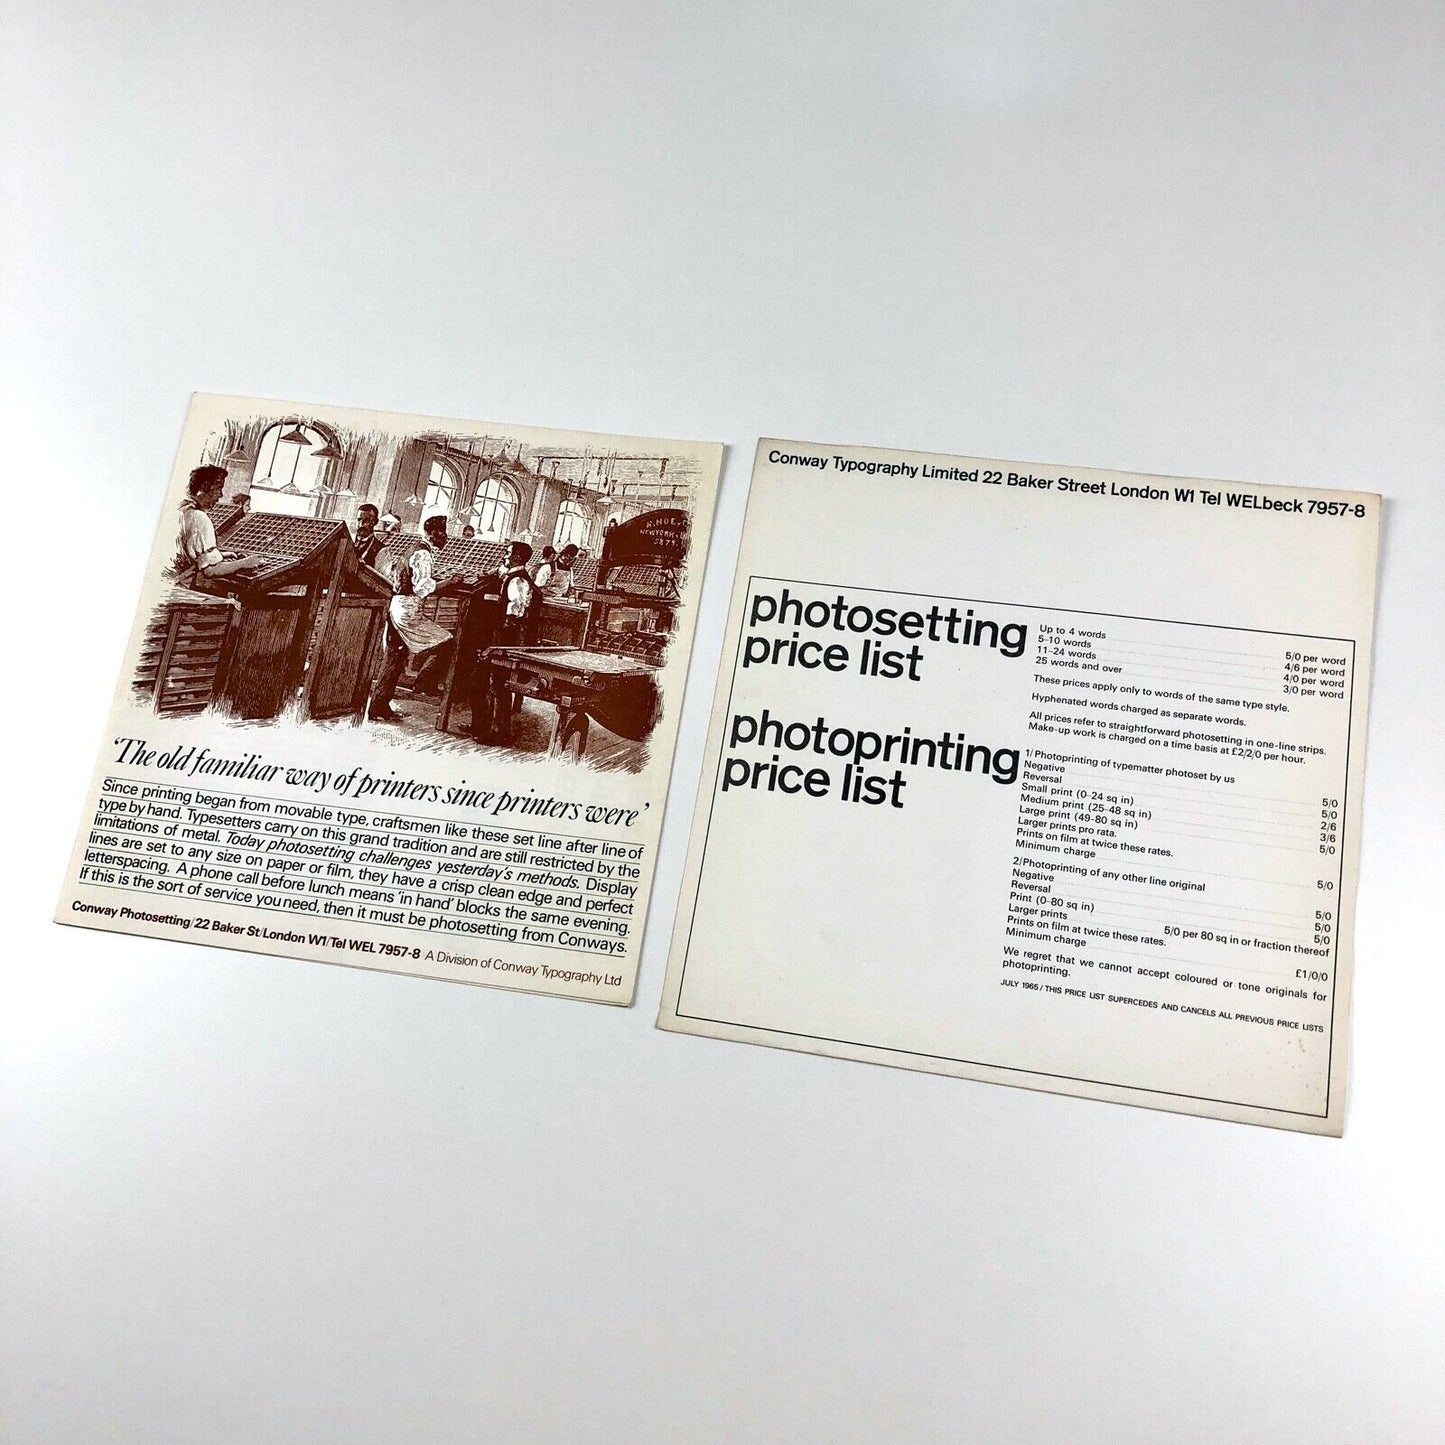 R. HOE & C
NEW YORK
1873.
'The old familiar way of printers since printers were'
Since printing began from movable type, craftsmen like these set line after line of
type by hand. Typesetters carry on this grand tradition and are still restricted by the
limitations of metal. Today photosetting challenges yesterday's methods. Display
lines are set to any size on paper or film, they have a crisp clean edge and perfect
letterspacing. A phone call before lunch means 'in hand' blocks the same evening.
If this is the sort of service you need, then it must be photosetting from Conways.
Conway Photosetting/22 Baker St/London W1/Tel WEL 7957-8 A Division of Conway Typography Ltd
Conway Typography Limited 22 Baker Street London W1 Tel WELbeck 7957-8
photosetting
price list
Up to 4 words 5/0 per word
5–10 words 4/6 per word
11–24 words 4/0 per word
25 words and over 3/0 per word
These prices apply only to words of the same type style.
Hyphenated words charged as separate words.
All prices refer to straightforward photosetting in one-line strips.
Make-up work is charged on a time basis at £2/2/0 per hour.
photoprinting
price list
1/Photoprinting of typematter photoset by us
Negative 5/0
Reversal 5/0
Small print (0–24 sq in) 2/6
Medium print (25–48 sq in) 3/6
Large print (49-80 sq in) 5/0
Larger prints pro rata.
Prints on film at twice these rates.
Minimum charge 5/0
2/Photoprinting of any other line original
Negative 5/0
Reversal 5/0
Print (0–80 sq in) 5/0
Larger prints 5/0 per 80 sq in or fraction thereof
Prints on film at twice these rates.
Minimum charge £1/0/0
We regret that we cannot accept coloured or tone originals for
photoprinting.
JULY 1965/THIS PRICE LIST SUPERCEDES AND CANCELS ALL PREVIOUS PRICE LISTS